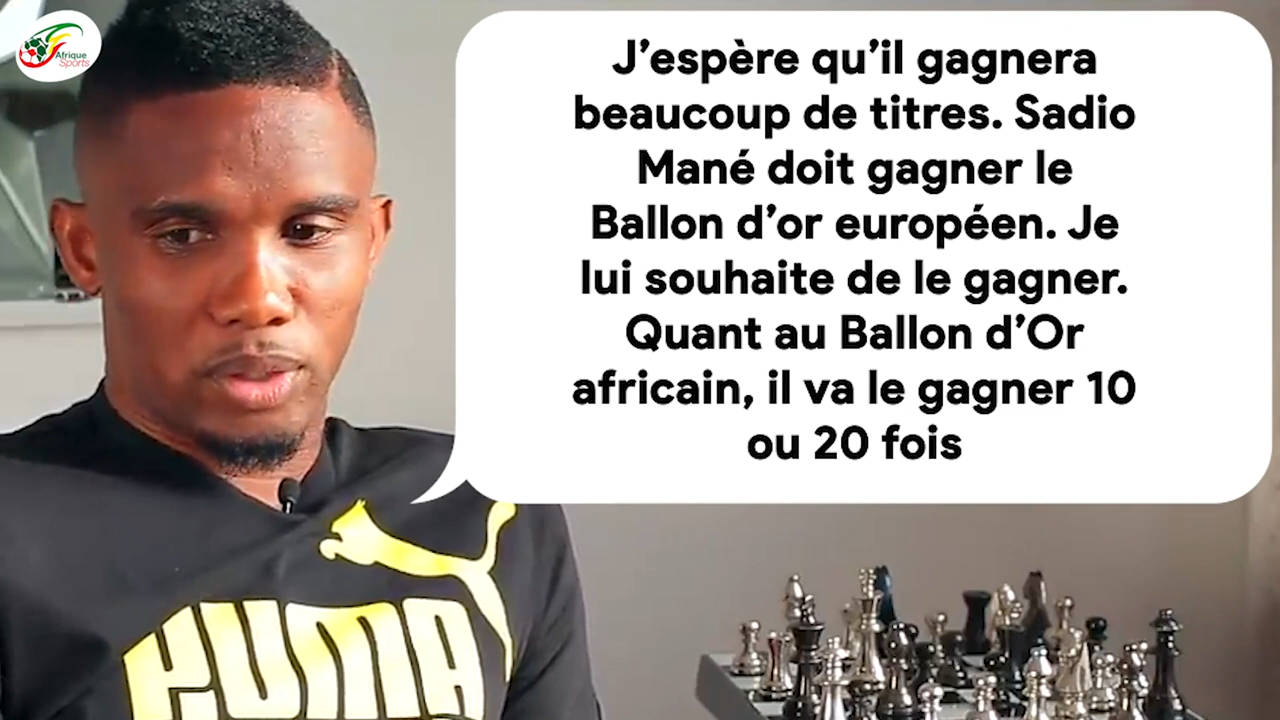 Afrique
Sports
J’espère qu’il gagnera
beaucoup de titres. Sadio
Mané doit gagner le
Ballon d’or européen. Je
lui souhaite de le gagner.
Quant au Ballon d’Or
africain, il va le gagner 10
ou 20 fois
PUMA